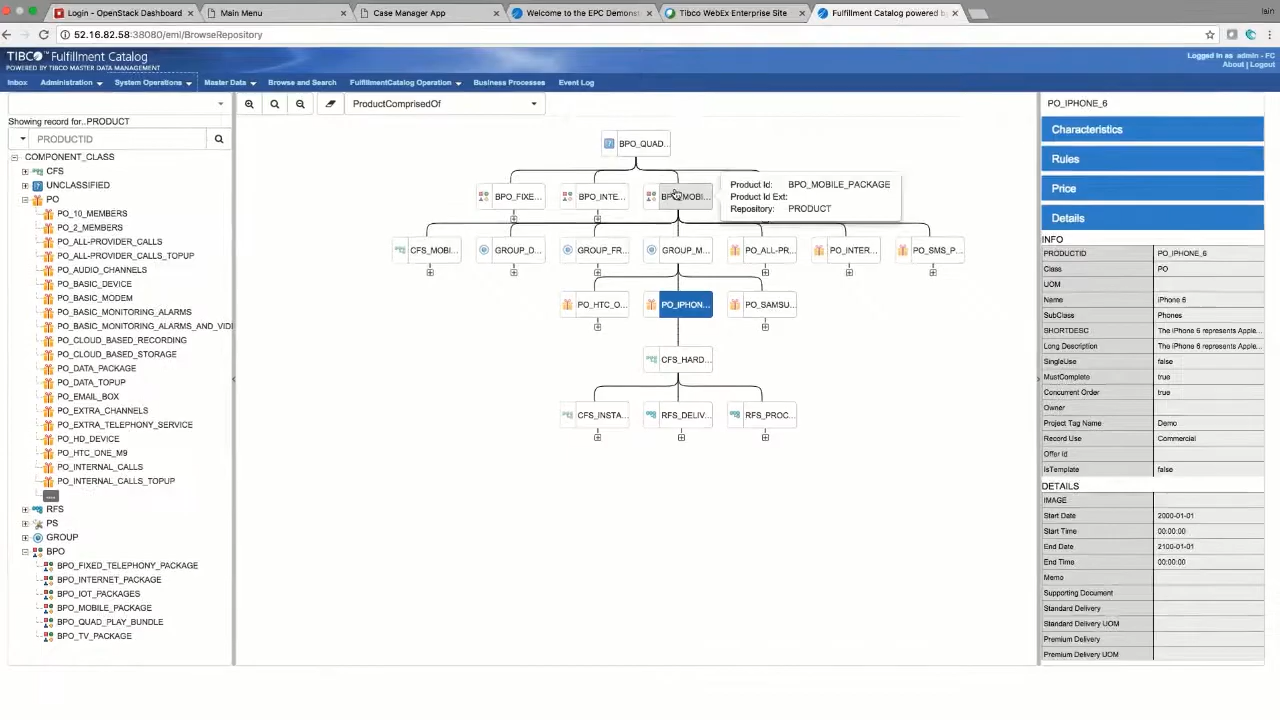 Login - OpenStack Dashboard
Main Menu
Case Manager App
Welcome to the EPC Demonst
Tibco WebEx Enterprise Site
Fulfillment Catalog powered b
Iain
52.16.82.58:38080/eml/BrowseRepository
TIBCO Fulfillment Catalog
POWERED BY TIBCO MASTER DATA MANAGEMENT
Logged in as admin - FC
About | Logout
Inbox Administration System Operations Master Data Browse and Search FulfillmentCatalog Operation Business Processes Event Log
Showing record for..PRODUCT
PRODUCTID
COMPONENT_CLASS
CFS
UNCLASSIFIED
PO
PO_10_MEMBERS
PO_2_MEMBERS
PO_ALL-PROVIDER_CALLS
PO_ALL-PROVIDER_CALLS_TOPUP
PO_AUDIO_CHANNELS
PO_BASIC_DEVICE
PO_BASIC_MODEM
PO_BASIC_MONITORING_ALARMS
PO_BASIC_MONITORING_ALARMS_AND_VIDI
PO_CLOUD_BASED_RECORDING
PO_CLOUD_BASED_STORAGE
PO_DATA_PACKAGE
PO_DATA_TOPUP
PO_EMAIL_BOX
PO_EXTRA_CHANNELS
PO_EXTRA_TELEPHONY_SERVICE
PO_HD_DEVICE
PO_HTC_ONE_M9
PO_INTERNAL_CALLS
PO_INTERNAL_CALLS_TOPUP
...
RFS
PS
GROUP
BPO
BPO_FIXED_TELEPHONY_PACKAGE
BPO_INTERNET_PACKAGE
BPO_IOT_PACKAGES
BPO_MOBILE_PACKAGE
BPO_QUAD_PLAY_BUNDLE
BPO_TV_PACKAGE
ProductComprisedOf
BPO_QUAD...
BPO_FIXE... BPO_INTE... BPO_MOBI...
Product Id: BPO_MOBILE_PACKAGE
Product Id Ext:
Repository: PRODUCT
CFS_MOBI... GROUP_D... GROUP_FR... GROUP_M... PO_ALL-PR... PO_INTER... PO_SMS_P...
PO_HTC_O... PO_IPHON... PO_SAMSU...
CFS_HARD...
CFS_INSTA... RFS_DELIV... RFS_PROC...
PO_IPHONE_6
Characteristics
Rules
Price
Details
INFO
PRODUCTID PO_IPHONE_6
Class PO
UOM
Name iPhone 6
SubClass Phones
SHORTDESC The iPhone 6 represents Apple...
Long Description The iPhone 6 represents Apple...
SingleUse false
MustComplete true
Concurrent Order true
Owner
Project Tag Name Demo
Record Use Commercial
Offer Id
IsTemplate false
DETAILS
IMAGE
Start Date 2000-01-01
Start Time 00:00:00
End Date 2100-01-01
End Time 00:00:00
Memo
Supporting Document
Standard Delivery
Standard Delivery UOM
Premium Delivery
Premium Delivery UOM